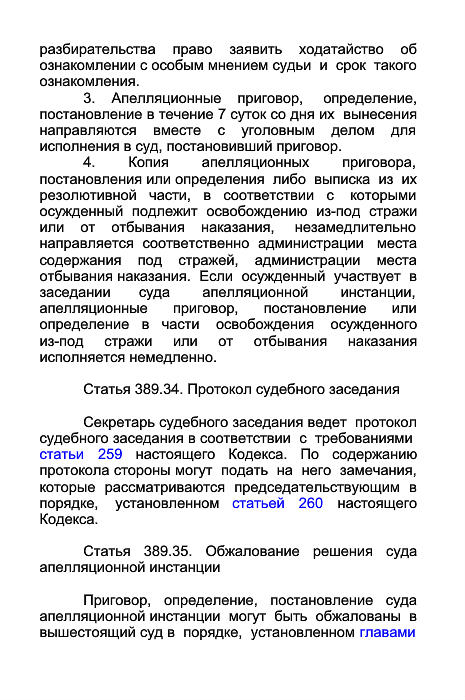 разбирательства право заявить ходатайство об
ознакомлении с особым мнением судьи и срок такого
ознакомления.
3. Апелляционные приговор, определение,
постановление в течение 7 суток со дня их вынесения
направляются вместе с уголовным делом для
исполнения в суд, постановивший приговор.
4. Копия апелляционных приговора,
постановления или определения либо выписка из их
резолютивной части, в соответствии с которыми
осужденный подлежит освобождению из-под стражи
или от отбывания наказания, незамедлительно
направляется соответственно администрации места
содержания под стражей, администрации места
отбывания наказания. Если осужденный участвует в
заседании суда апелляционной инстанции,
апелляционные приговор, постановление или
определение в части освобождения осужденного
из-под стражи или от отбывания наказания
исполняется немедленно.
Статья 389.34. Протокол судебного заседания
Секретарь судебного заседания ведет протокол
судебного заседания в соответствии с требованиями
статьи 259 настоящего Кодекса. По содержанию
протокола стороны могут подать на него замечания,
которые рассматриваются председательствующим в
порядке, установленном статьей 260 настоящего
Кодекса.
Статья 389.35. Обжалование решения суда
апелляционной инстанции
Приговор, определение, постановление суда
апелляционной инстанции могут быть обжалованы в
вышестоящий суд в порядке, установленном главами